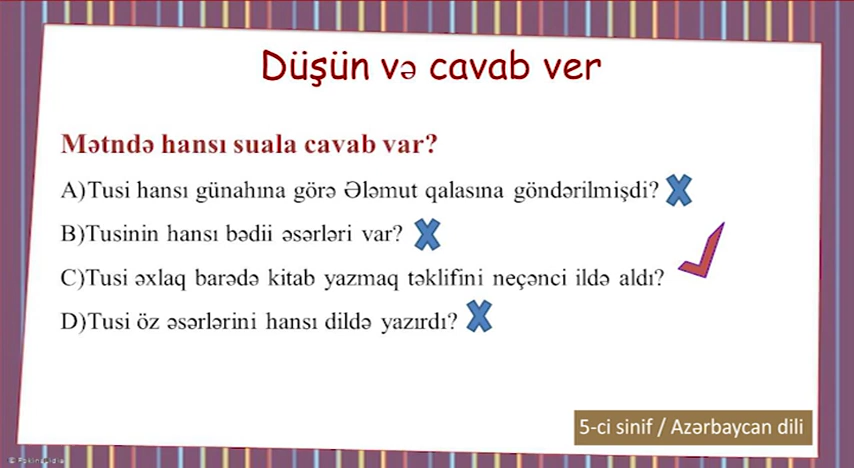 Düşün və cavab ver
Mətndə hansı suala cavab var?
A)Tusi hansı günahına görə Ələmut qalasına göndərilmişdi?
B)Tusinin hansı bədii əsərləri var?
C)Tusi əxlaq barədə kitab yazmaq təklifini neçənci ildə aldı?
D)Tusi öz əsərlərini hansı dildə yazırdı?
5-ci sinif / Azərbaycan dili